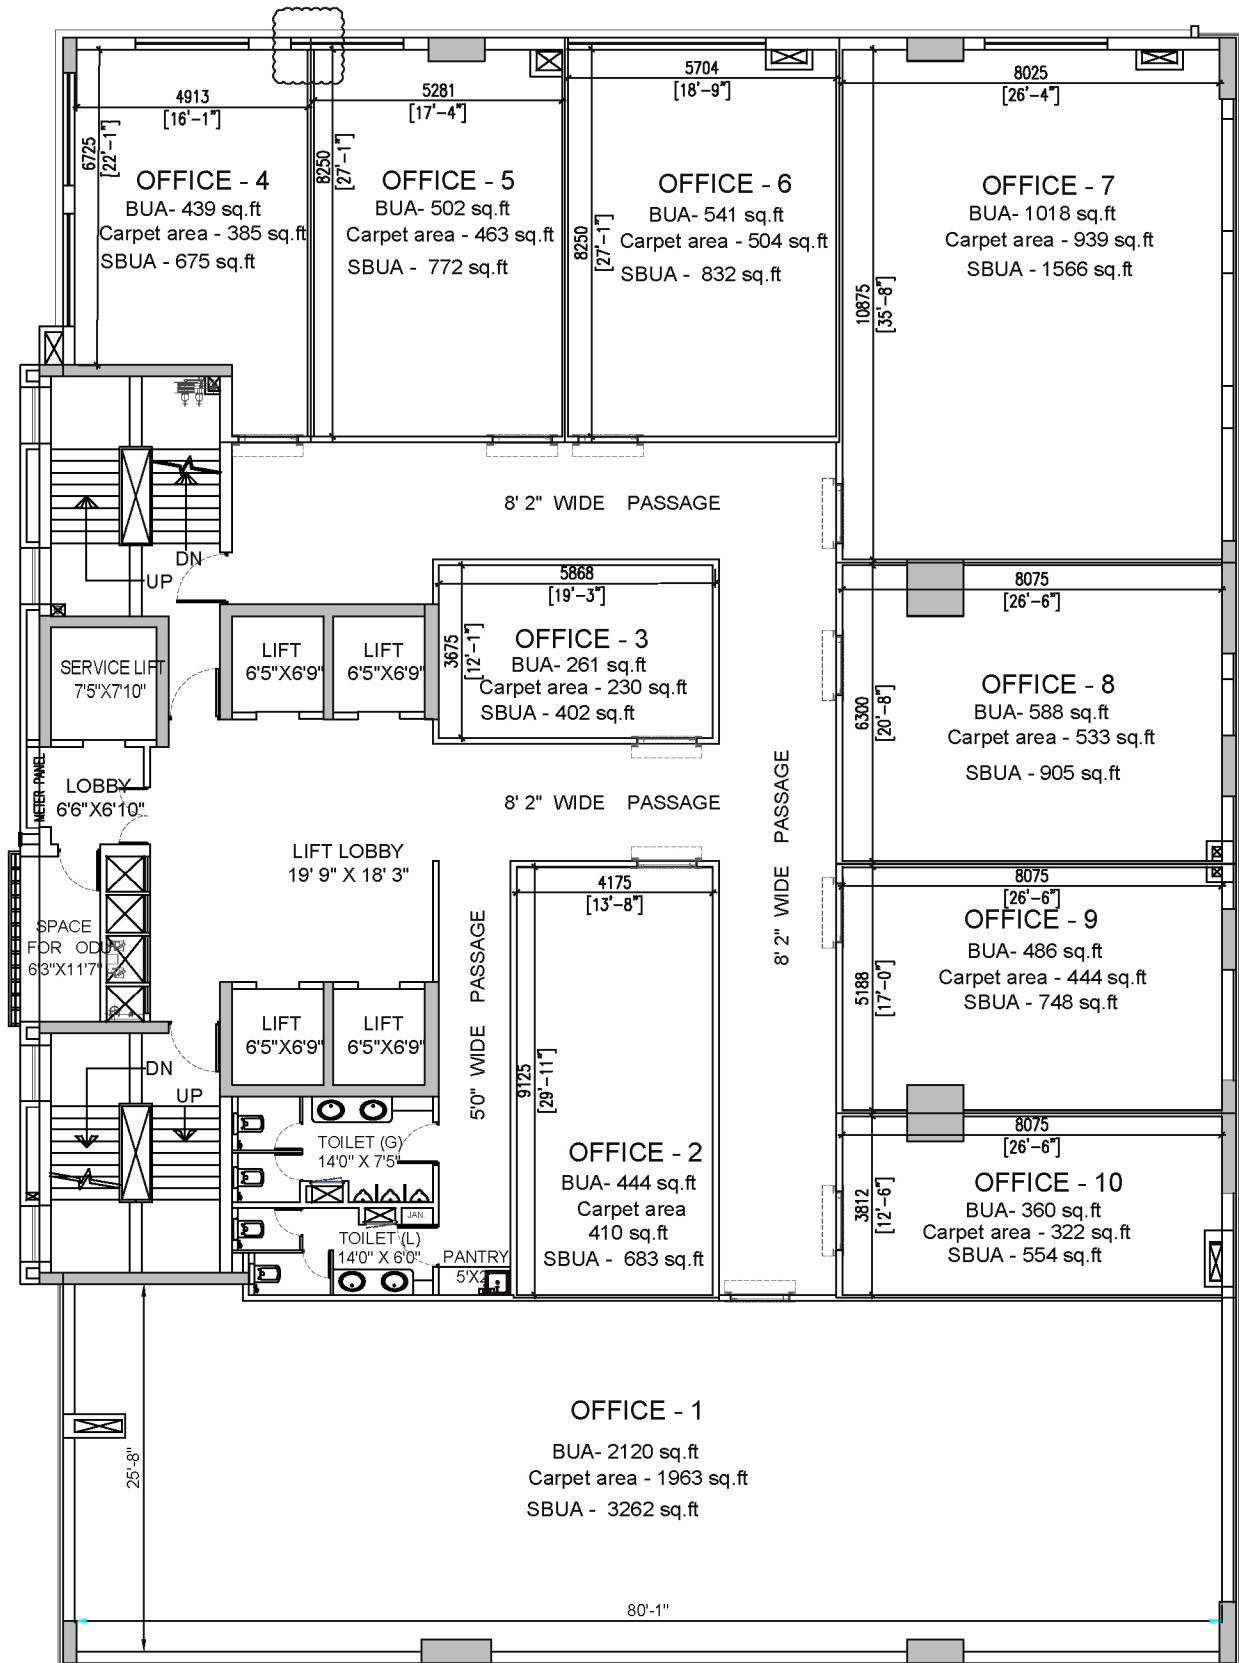 4913
[16'-1"]
6725
[22'-1"]
OFFICE - 4
BUA- 439 sq.ft
Carpet area - 385 sq.ft
SBUA - 675 sq.ft
5281
[17'-4"]
8250
[27'-1"]
OFFICE - 5
BUA- 502 sq.ft
Carpet area - 463 sq.ft
SBUA - 772 sq.ft
5704
[18'-9"]
8250
[27'-1"]
OFFICE - 6
BUA- 541 sq.ft
Carpet area - 504 sq.ft
SBUA - 832 sq.ft
8025
[26'-4"]
10875
[35'-8"]
OFFICE - 7
BUA- 1018 sq.ft
Carpet area - 939 sq.ft
SBUA - 1566 sq.ft
8' 2" WIDE PASSAGE
DN
UP
5868
[19'-3"]
3675
[12'-1"]
OFFICE - 3
BUA- 261 sq.ft
Carpet area - 230 sq.ft
SBUA - 402 sq.ft
8075
[26'-6"]
6300
[20'-8"]
OFFICE - 8
BUA- 588 sq.ft
Carpet area - 533 sq.ft
SBUA - 905 sq.ft
SERVICE LIFT
7'5"X7'10"
LIFT
6'5"X6'9"
LIFT
6'5"X6'9"
METER PANEL
LOBBY
6'6"X6'10"
8' 2" WIDE PASSAGE
8' 2" WIDE PASSAGE
LIFT LOBBY
19' 9" X 18' 3"
SPACE
FOR ODU
6'3"X11'7"
5'0" WIDE PASSAGE
4175
[13'-8"]
9125
[29'-11"]
OFFICE - 2
BUA- 444 sq.ft
Carpet area
410 sq.ft
SBUA - 683 sq.ft
8075
[26'-6"]
5188
[17'-0"]
OFFICE - 9
BUA- 486 sq.ft
Carpet area - 444 sq.ft
SBUA - 748 sq.ft
LIFT
6'5"X6'9"
LIFT
6'5"X6'9"
DN
UP
TOILET (G)
14'0" X 7'5"
JAN.
TOILET (L)
14'0" X 6'0"
PANTRY
5'X2
8075
[26'-6"]
3812
[12'-6"]
OFFICE - 10
BUA- 360 sq.ft
Carpet area - 322 sq.ft
SBUA - 554 sq.ft
25'-8"
OFFICE - 1
BUA- 2120 sq.ft
Carpet area - 1963 sq.ft
SBUA - 3262 sq.ft
80'-1"